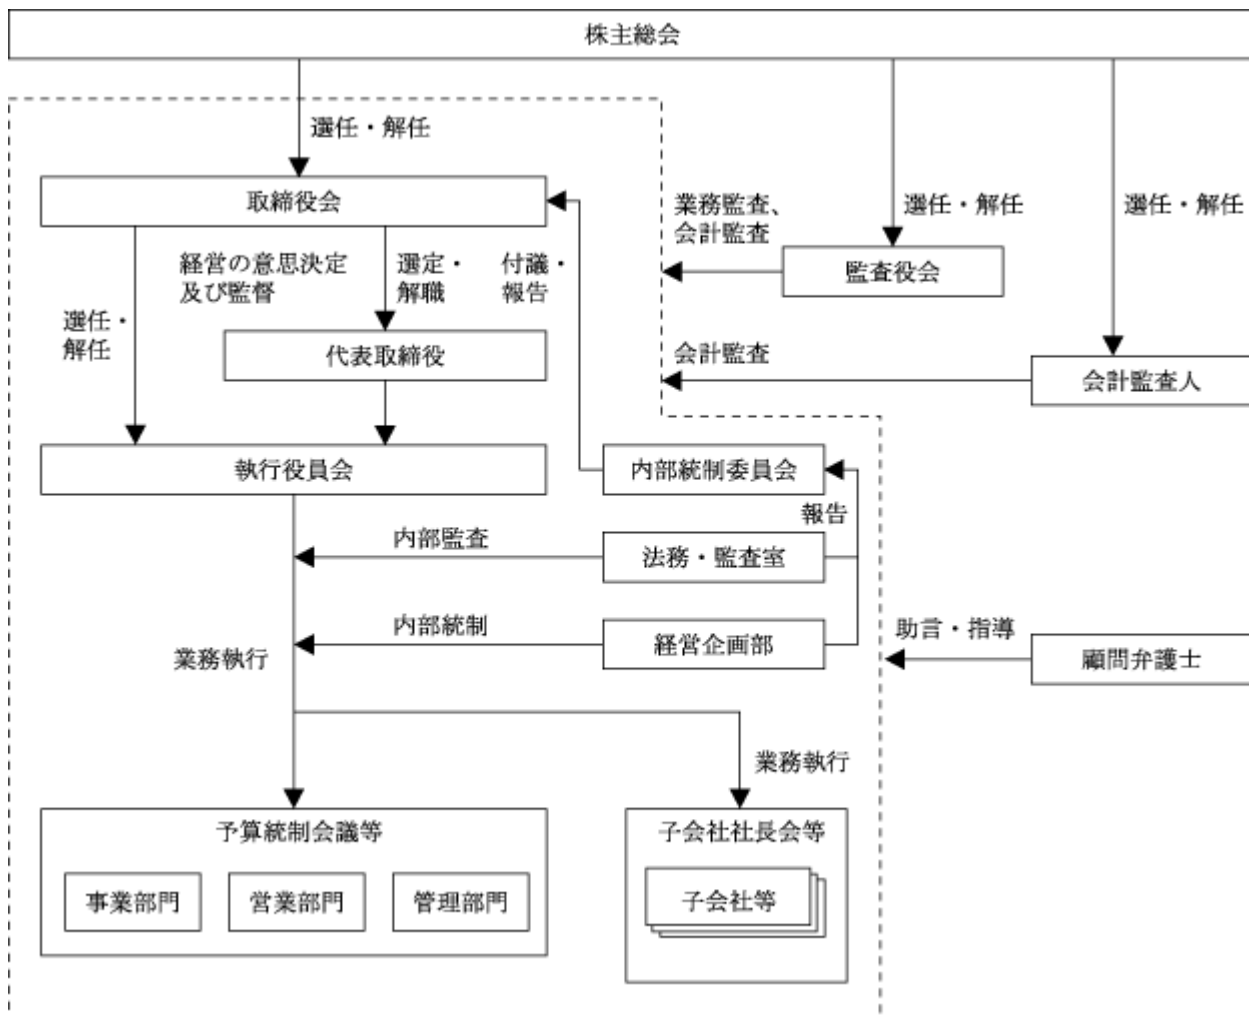 株主総会
選任・解任
取締役会
業務監査、
会計監査
選任・解任
選任・解任
監査役会
経営の意思決定
及び監督
選定・
解職
付議・
報告
選任・
解任
代表取締役
会計監査
会計監査人
執行役員会
内部統制委員会
報告
内部監査
法務・監査室
内部統制
経営企画部
助言・指導
顧問弁護士
業務執行
業務執行
予算統制会議等
事業部門
営業部門
管理部門
子会社社長会等
子会社等